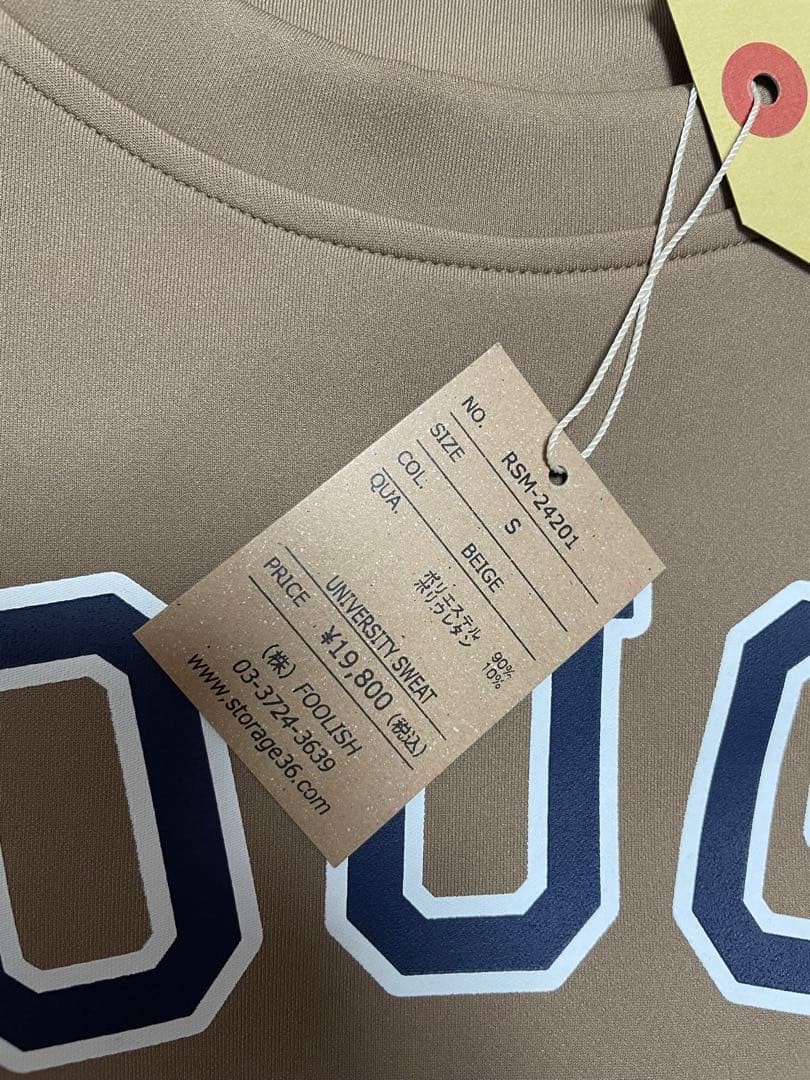 NO. RSM-24201
SIZE S
COL. BEIGE
QUA. ポリエステル 90%
ポリウレタン 10%
UNIVERSITY SWEAT
PRICE ¥19,800 (税込)
(株) FOOLISH
03-3724-3639
www.storage36.com
OUG